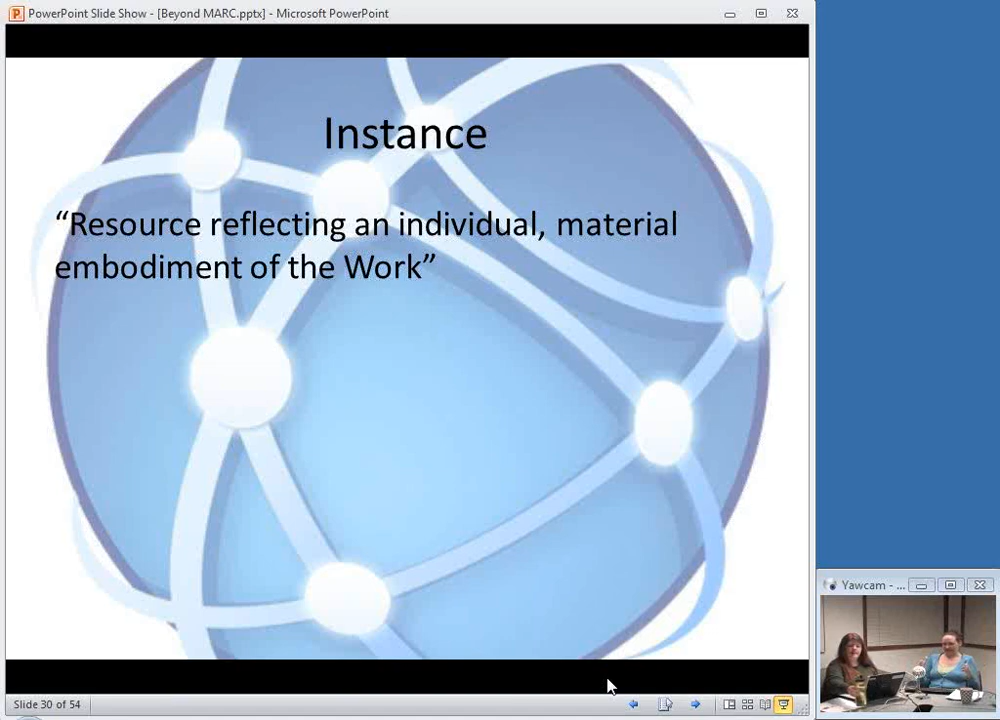 PowerPoint Slide Show - [Beyond MARC.pptx] - Microsoft PowerPoint
Instance
“Resource reflecting an individual, material
embodiment of the Work”
Yawcam - ...
Slide 30 of 54